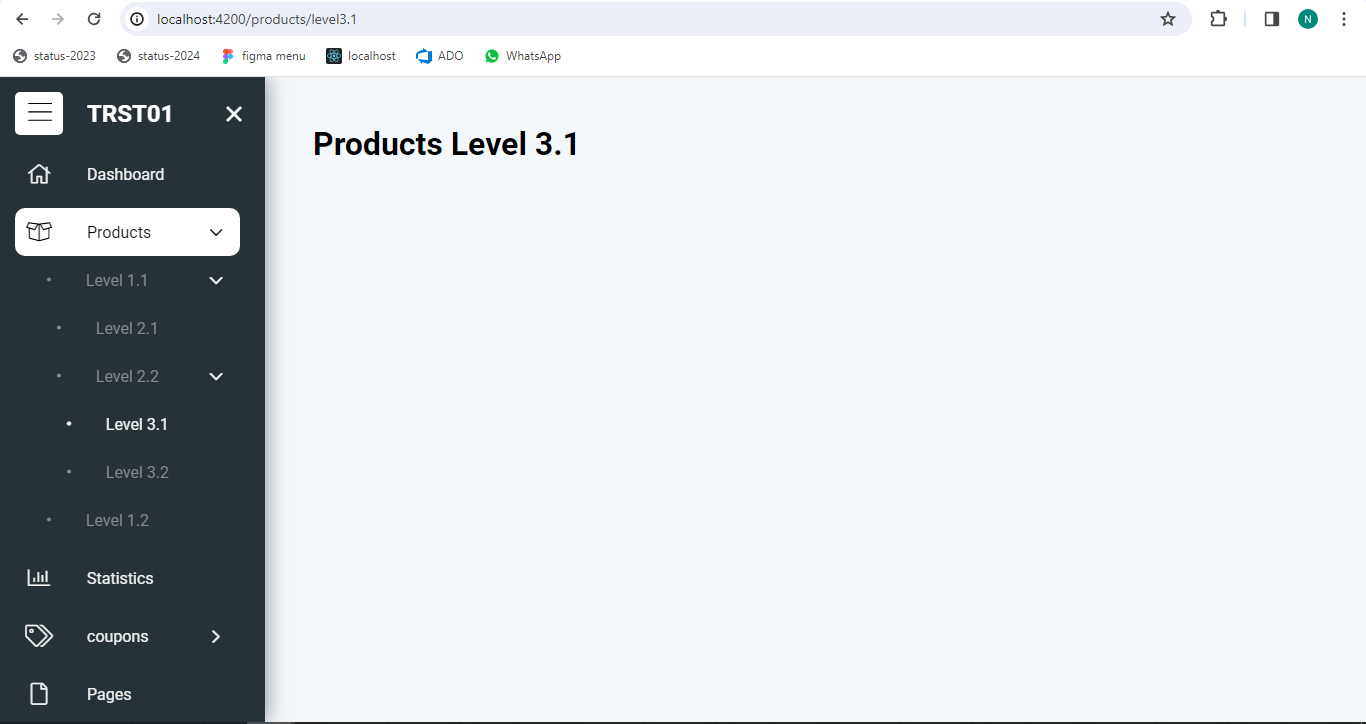 localhost:4200/products/level3.1
N
status-2023
status-2024
figma menu
localhost
ADO
WhatsApp
TRST01
Dashboard
Products
Level 1.1
Level 2.1
Level 2.2
Level 3.1
Level 3.2
Level 1.2
Statistics
coupons
Pages
Products Level 3.1